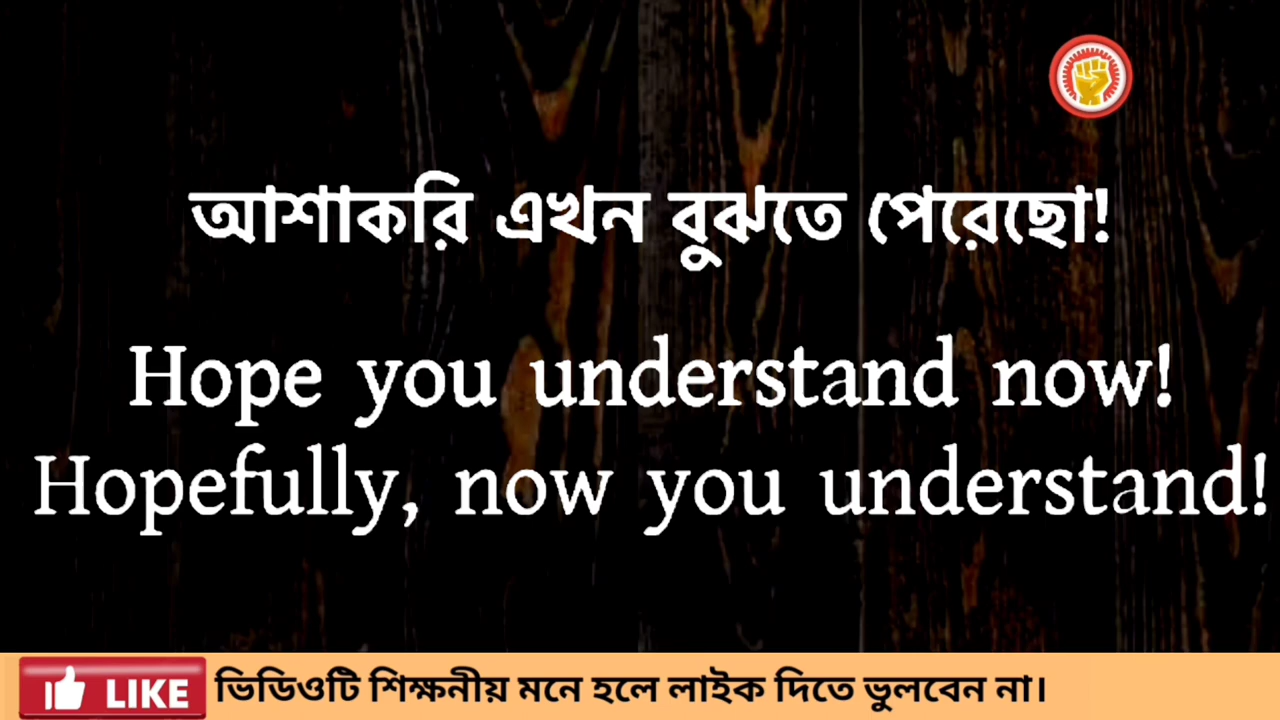 আশাকরি এখন বুঝতে পেরেছো!
Hope you understand now!
Hopefully, now you understand!
LIKE ভিডিওটি শিক্ষনীয় মনে হলে লাইক দিতে ভুলবেন না।